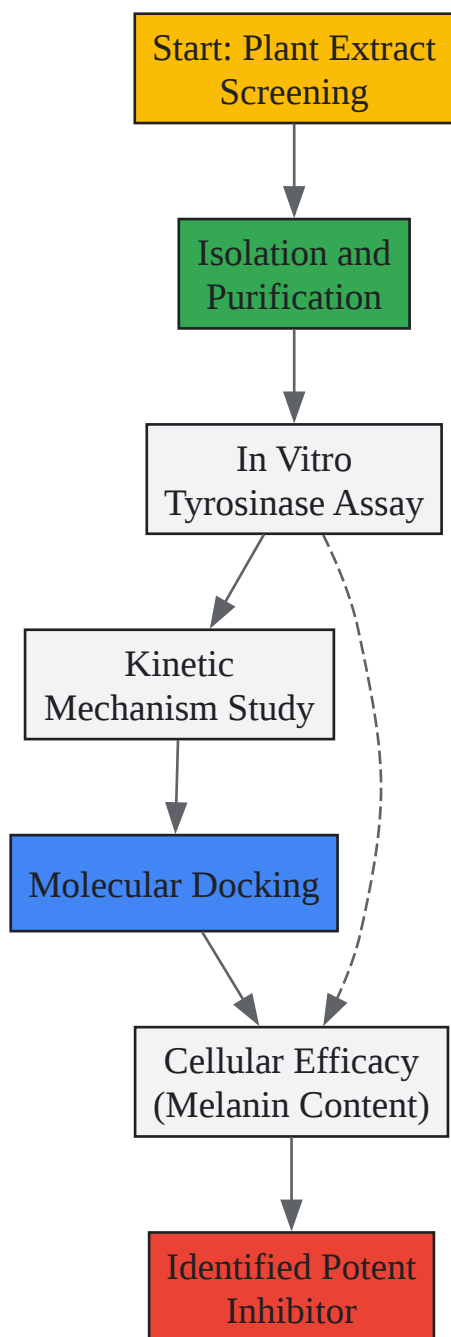 Start: Plant Extract
Screening
Isolation and
Purification
In Vitro
Tyrosinase Assay
Kinetic
Mechanism Study
Molecular Docking
Cellular Efficacy
(Melanin Content)
Identified Potent
Inhibitor